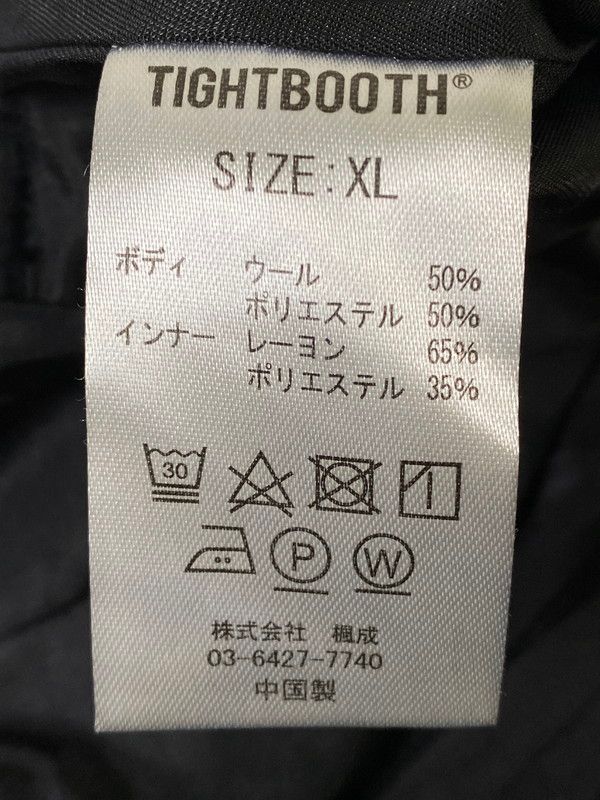 TIGHTBOOTH®
SIZE:XL
ボディ ウール 50%
ポリエステル 50%
インナー レーヨン 65%
ポリエステル 35%
30
P W
株式会社 楓成
03-6427-7740
中国製